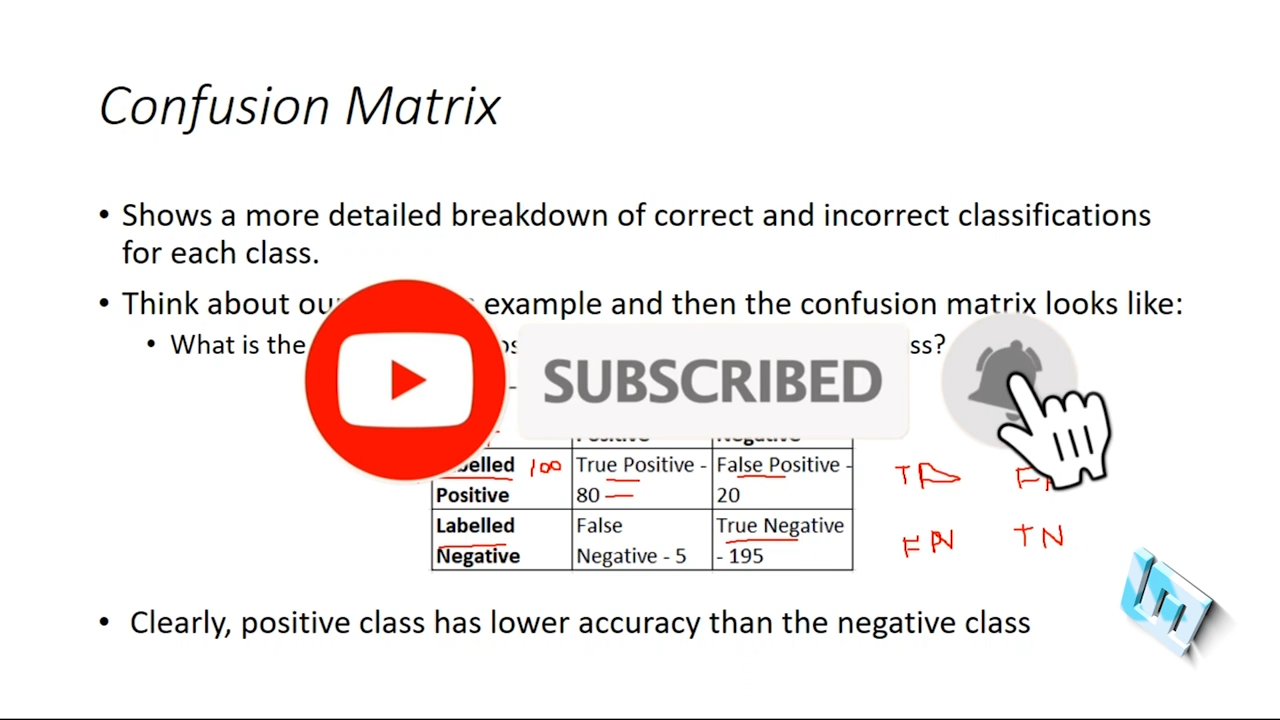 Confusion Matrix
• Shows a more detailed breakdown of correct and incorrect classifications
for each class.
• Think about our example and then the confusion matrix looks like:
• What is the
SUBSCRIBED
Labelled 100 True Positive - False Positive -
Positive 80 20
Labelled False True Negative
Negative Negative - 5 - 195
TP
FN TN
• Clearly, positive class has lower accuracy than the negative class